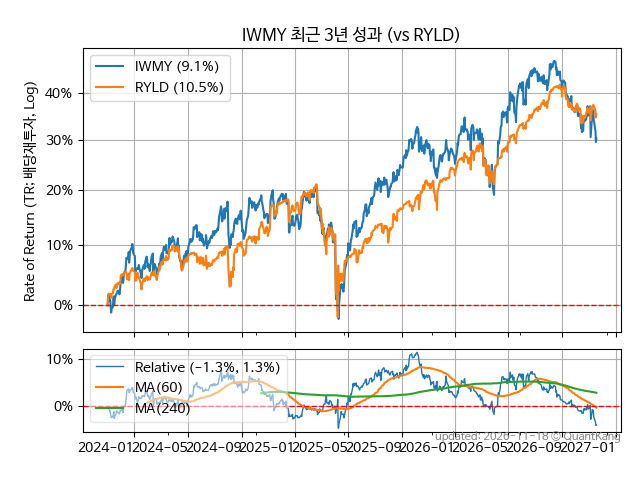 IWMY 최근 3년 성과 (vs RYLD)
Rate of Return (TR: 배당재투자, Log)
IWMY (9.1%)
RYLD (10.5%)
40%
30%
20%
10%
0%
10%
0%
Relative (−1.3%, 1.3%)
MA(60)
MA(240)
updated: 2026-11-18 © QuantKang
2024-01
2024-05
2024-09
2025-01
2025-05
2025-09
2026-01
2026-05
2026-09
2027-01